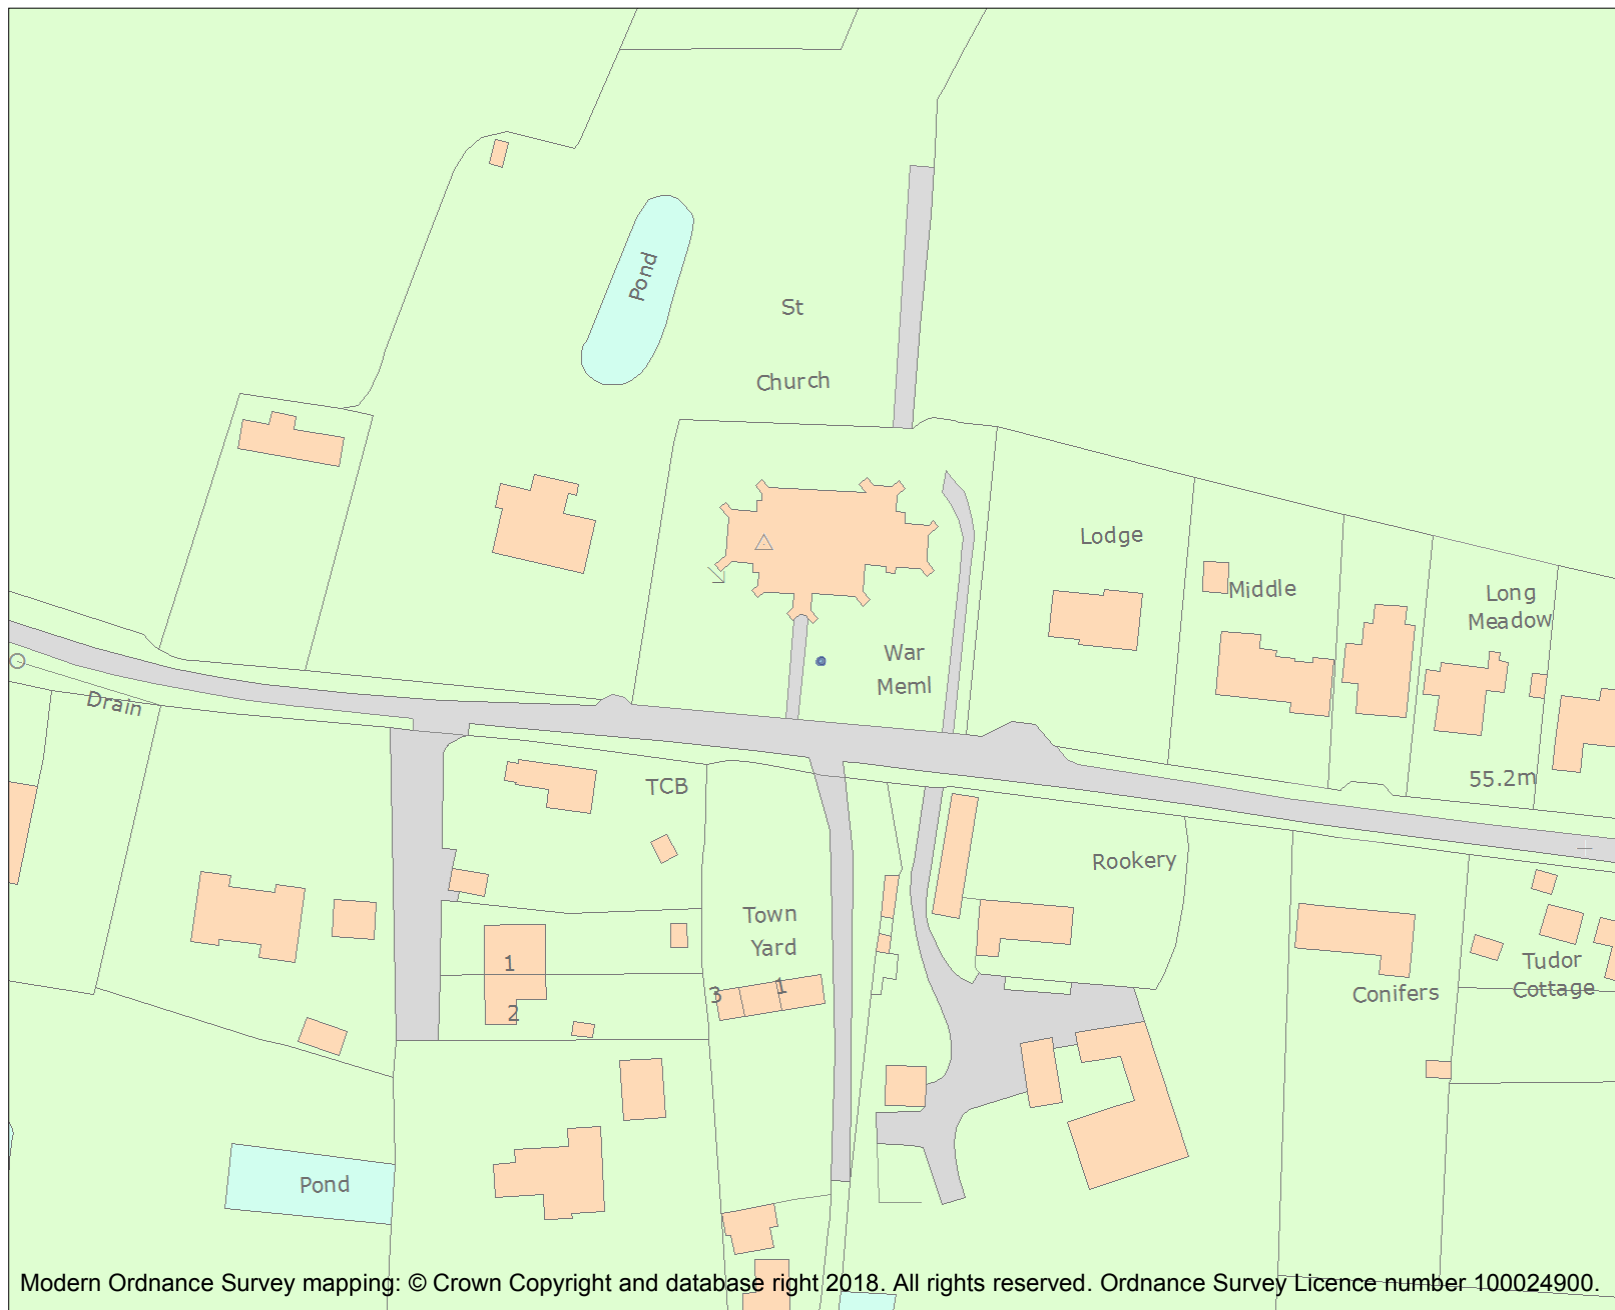 Pond
St
Church
Lodge
Middle
Long
Meadow
War
Meml
Drain
TCB
55.2m
Rookery
Town
Yard
1
2
3
1
Tudor
Cottage
Conifers
Pond
Modern Ordnance Survey mapping: © Crown Copyright and database right 2018. All rights reserved. Ordnance Survey Licence number 100024900.